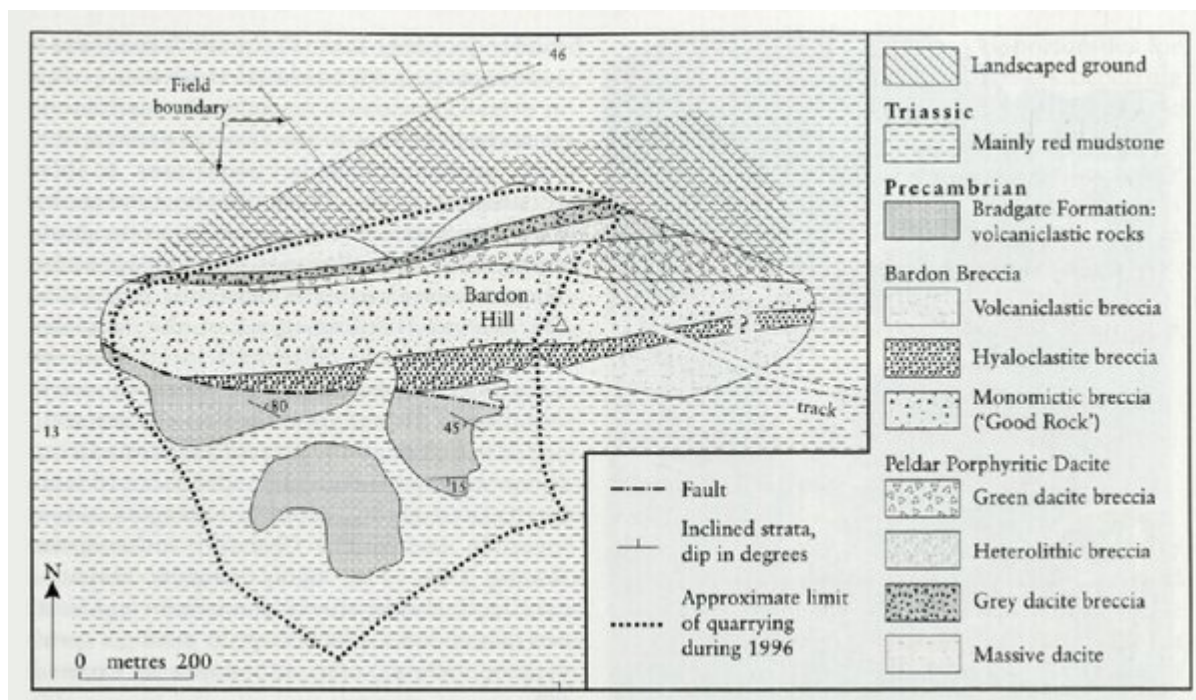 46
Field
boundary
Bardon
Hill
80
45
15
13
track
?
N
0 metres 200
Fault
Inclined strata,
dip in degrees
Approximate limit
of quarrying
during 1996
Landscaped ground
Triassic
Mainly red mudstone
Precambrian
Bradgate Formation:
volcaniclastic rocks
Bardon Breccia
Volcaniclastic breccia
Hyaloclastite breccia
Monomictic breccia
('Good Rock')
Peldar Porphyritic Dacite
Green dacite breccia
Heterolithic breccia
Grey dacite breccia
Massive dacite